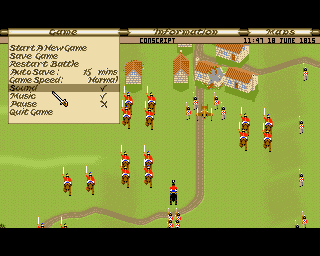 Game Information Maps
CONSCRIPT 11:47 18 JUNE 1815
Start A New Game
Save Game
Restart Battle
Auto Save: 15 mins
Game Speed: Normal
Sound ✓
Music ✓
Pause X
Quit Game